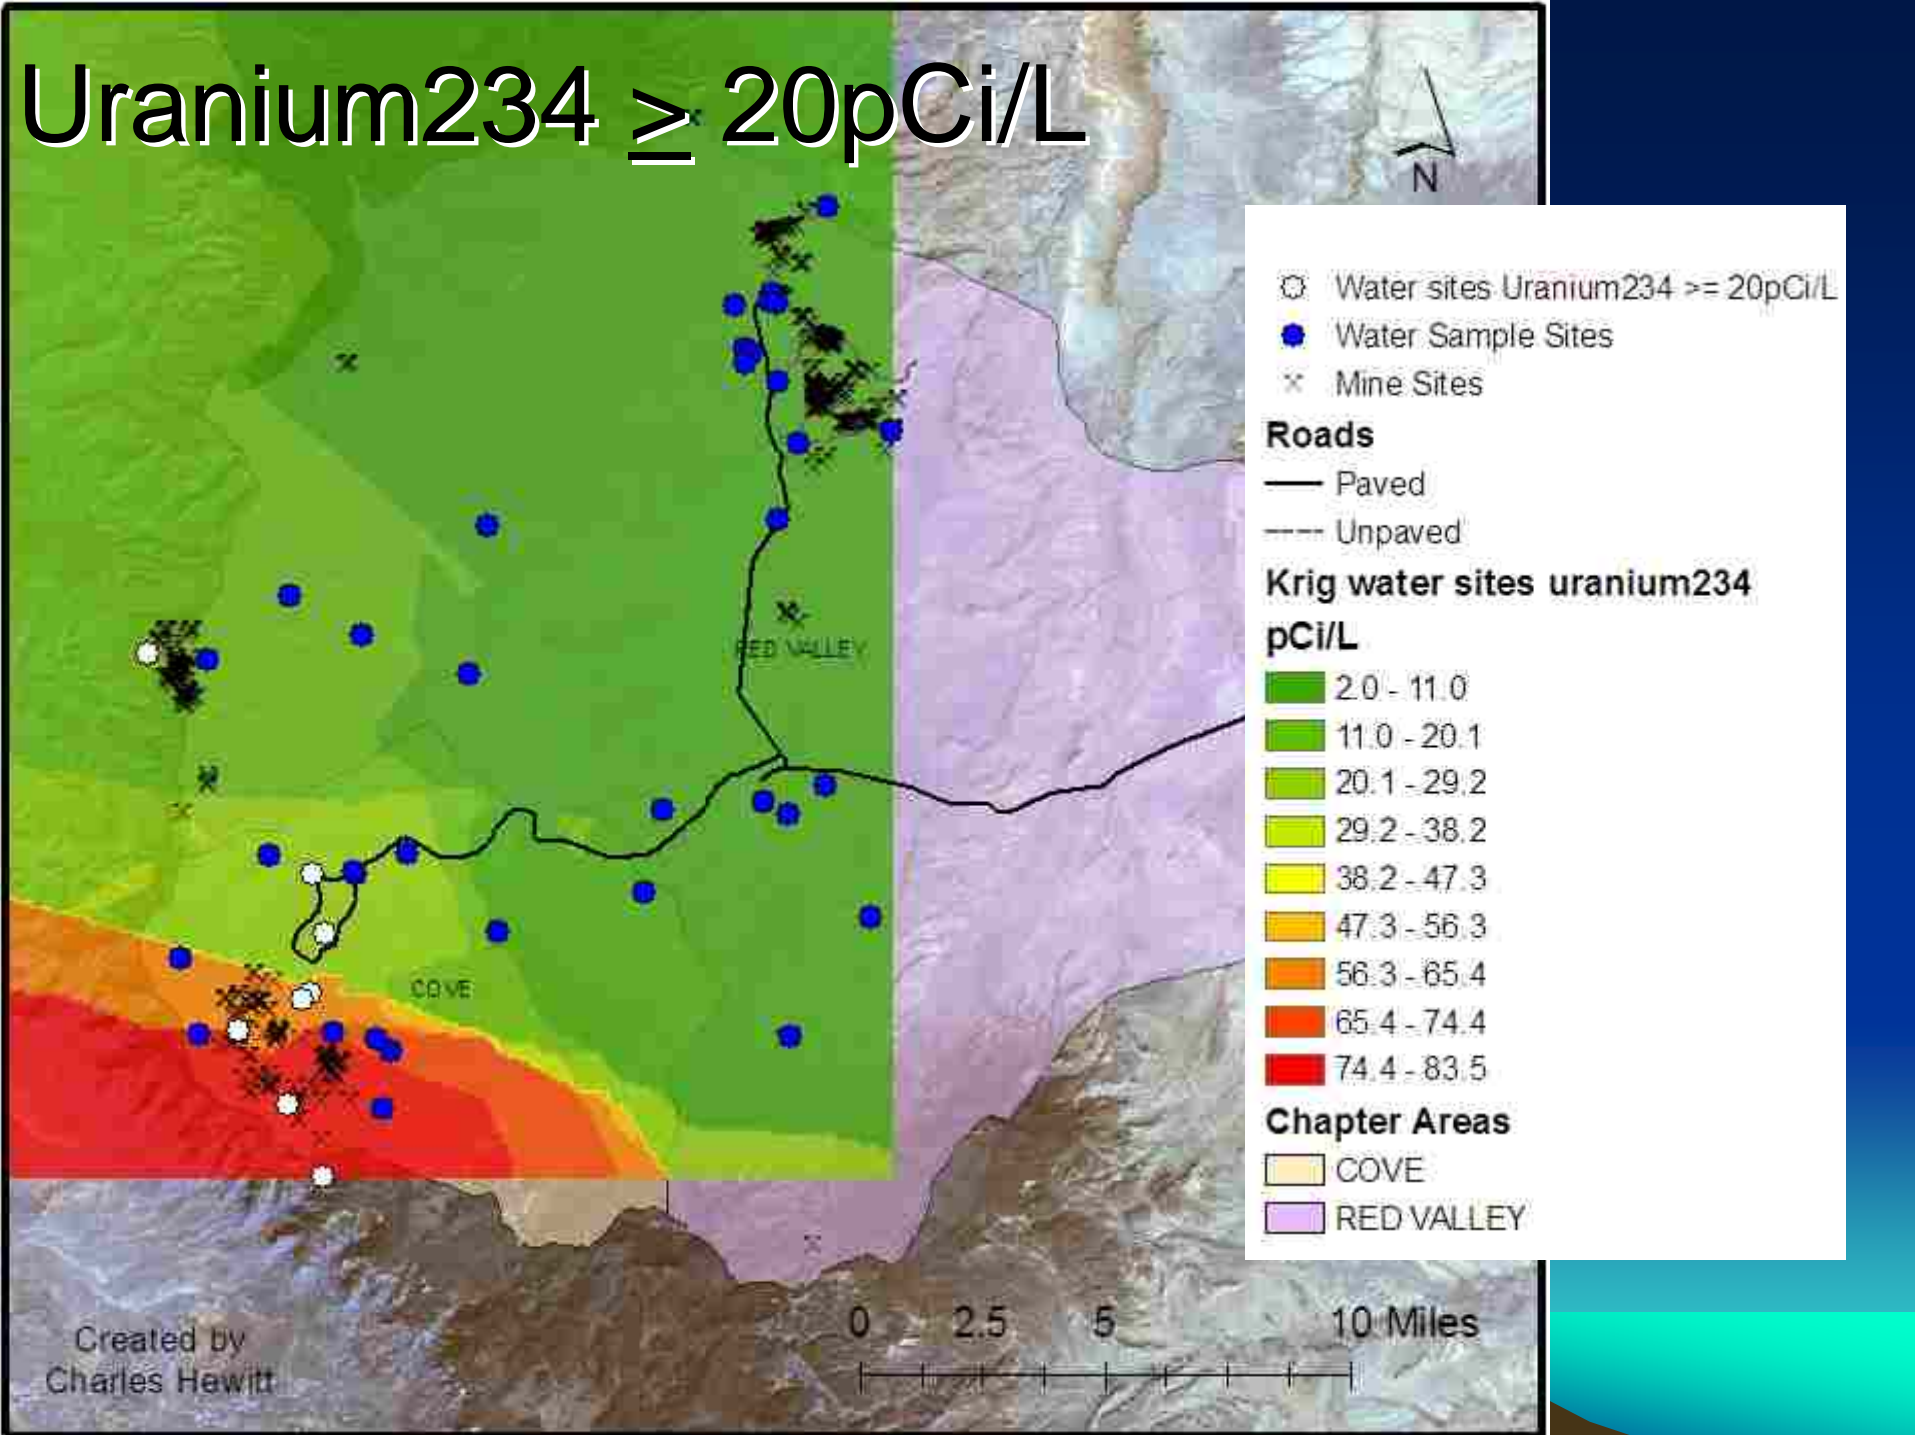 Uranium234 ≥ 20pCi/L
N
Water sites Uranium234 >= 20pCi/L
Water Sample Sites
Mine Sites
Roads
Paved
Unpaved
Krig water sites uranium234
pCi/L
2.0 - 11.0
11.0 - 20.1
20.1 - 29.2
29.2 - 38.2
38.2 - 47.3
47.3 - 56.3
56.3 - 65.4
65.4 - 74.4
74.4 - 83.5
Chapter Areas
COVE
RED VALLEY
RED VALLEY
COVE
0 2.5 5 10 Miles
Created by
Charles Hewitt